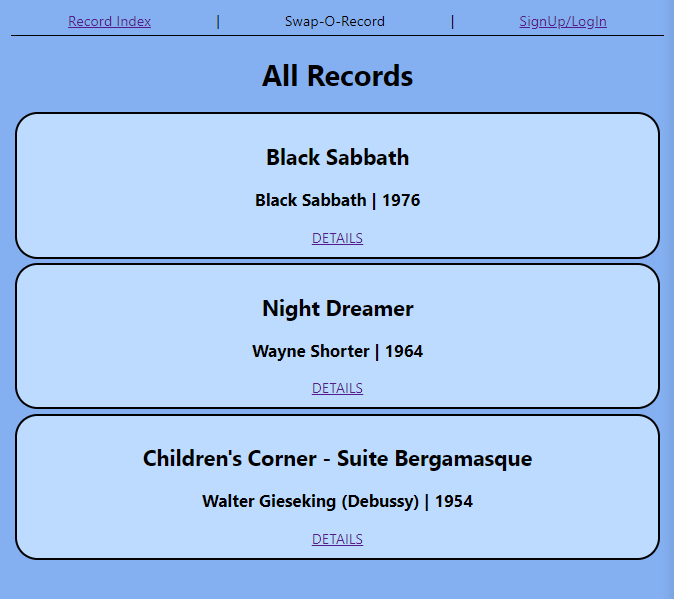 Record Index | Swap-O-Record | SignUp/LogIn
All Records
Black Sabbath
Black Sabbath | 1976
DETAILS
Night Dreamer
Wayne Shorter | 1964
DETAILS
Children's Corner - Suite Bergamasque
Walter Gieseking (Debussy) | 1954
DETAILS